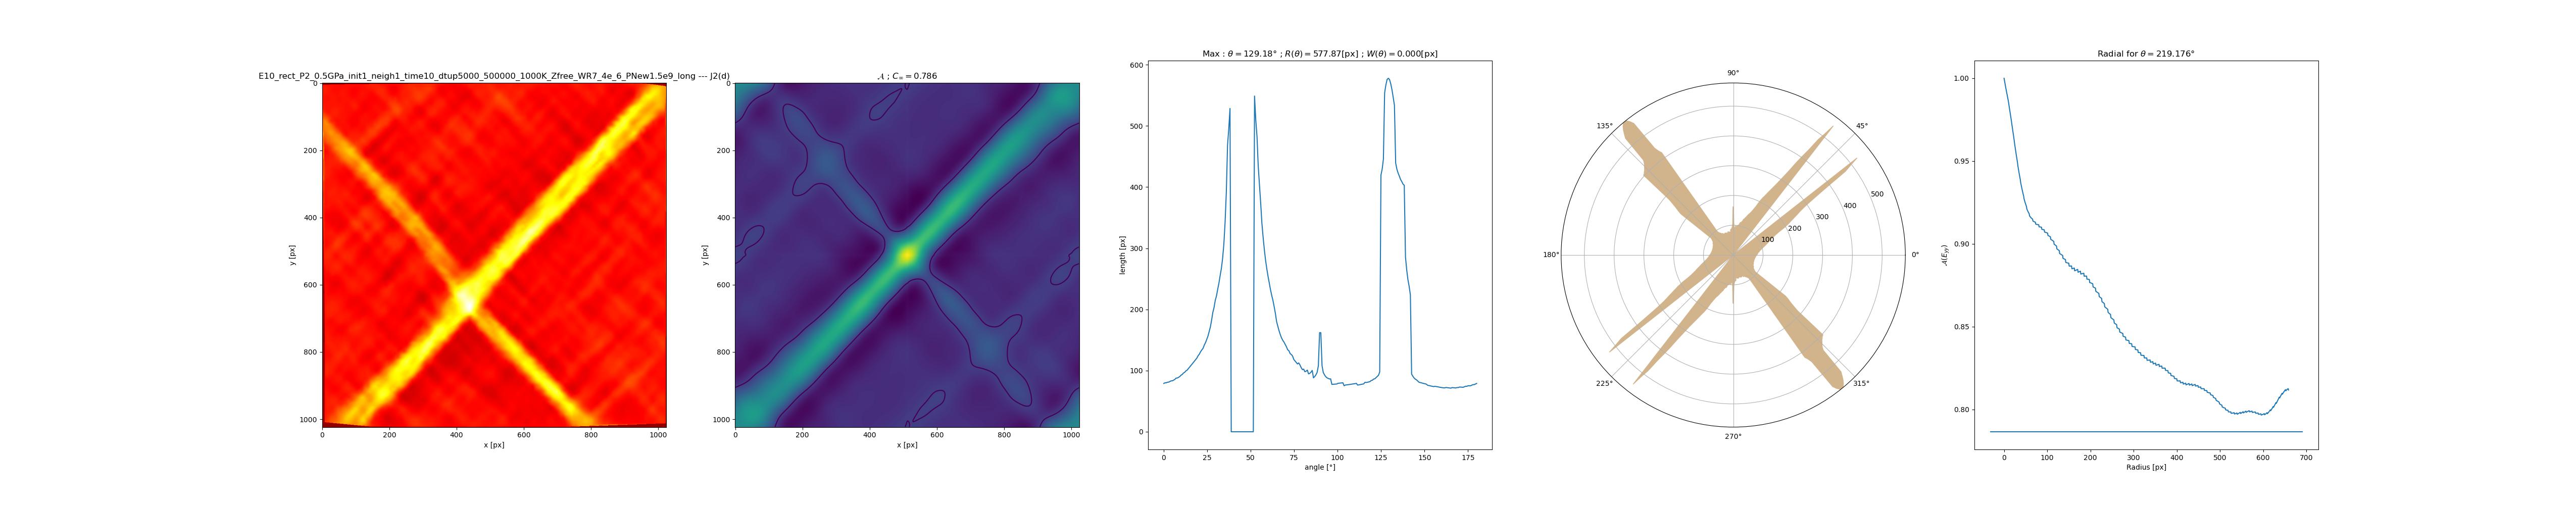 E10_rect_P2_0.5GPa_init1_neigh1_time10_dtup5000_500000_1000K_Zfree_WR7_4e_6_PNew1.5e9_long --- J2(d)
0
200
400
600
800
1000
y [px]
0 200 400 600 800 1000
x [px]
𝒜 ; C∞ = 0.786
0
200
400
600
800
1000
y [px]
0 200 400 600 800 1000
x [px]
Max : θ = 129.18° ; R(θ) = 577.87[px] ; W(θ) = 0.000[px]
600
500
400
300
200
100
0
length [px]
0 25 50 75 100 125 150 175
angle [°]
90°
135° 45°
500
400
300
200
100
180° 0°
225° 315°
270°
Radial for θ = 219.176°
1.00
0.95
0.90
0.85
0.80
0 100 200 300 400 500 600 700
Radius [px]